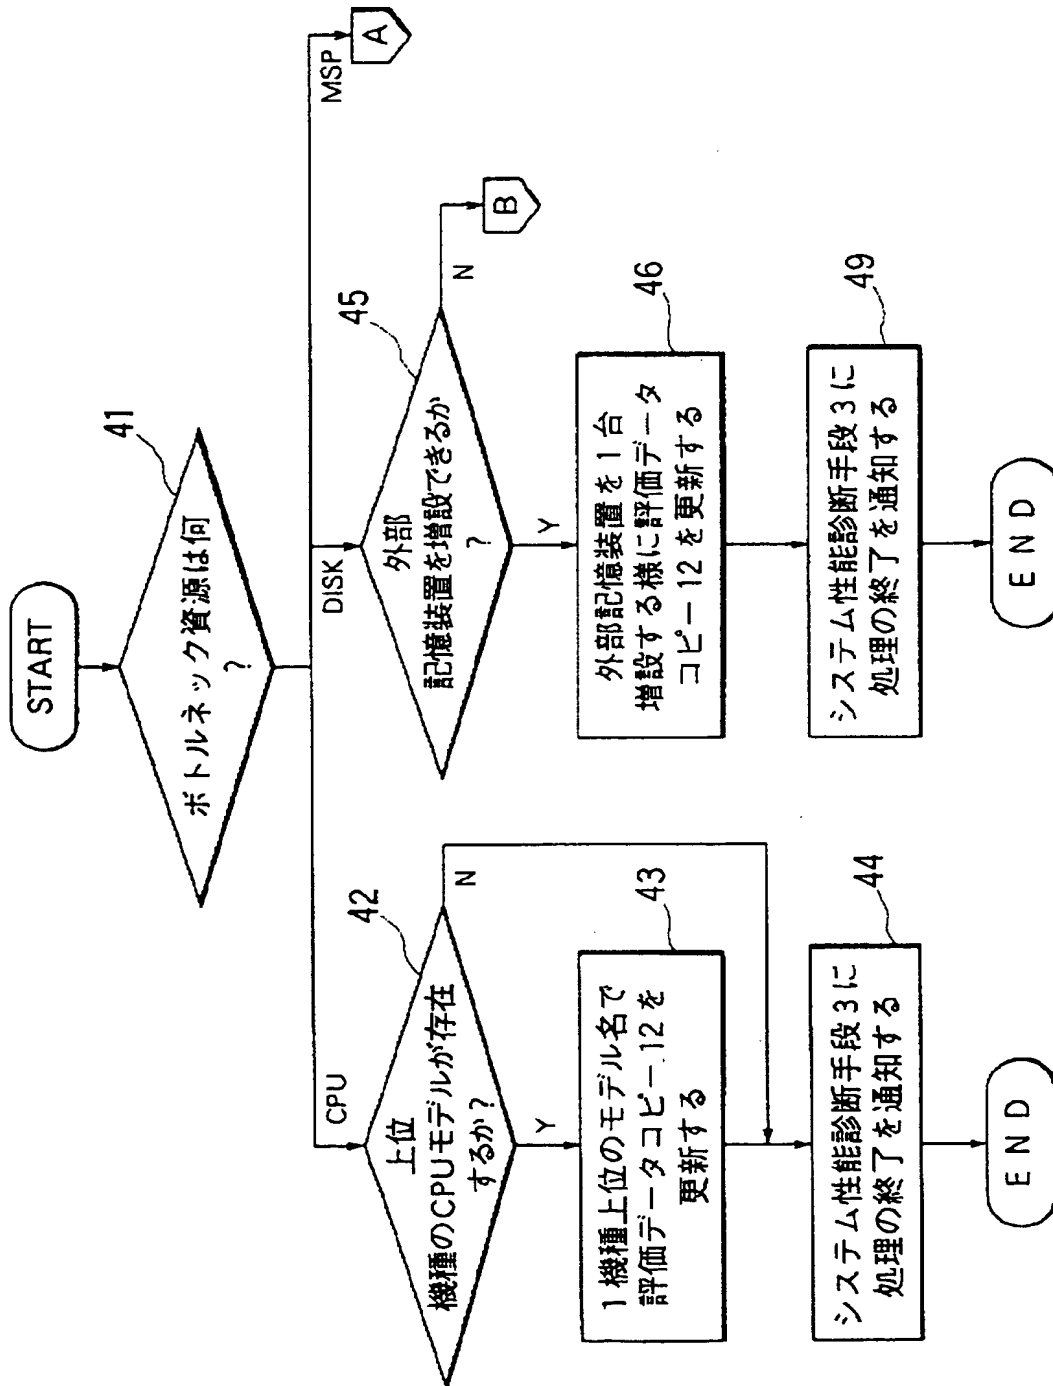 START
41
ボトルネック資源は何
?
CPU
DISK
MSP
A
42
上位
機種のCPUモデルが存在
するか?
N
Y
43
1機種上位のモデル名で
評価データコピー12を
更新する
44
システム性能診断手段3に
処理の終了を通知する
END
45
外部
記憶装置を増設できるか
?
N
B
Y
46
外部記憶装置を1台
増設する様に評価データ
コピー12を更新する
49
システム性能診断手段3に
処理の終了を通知する
END